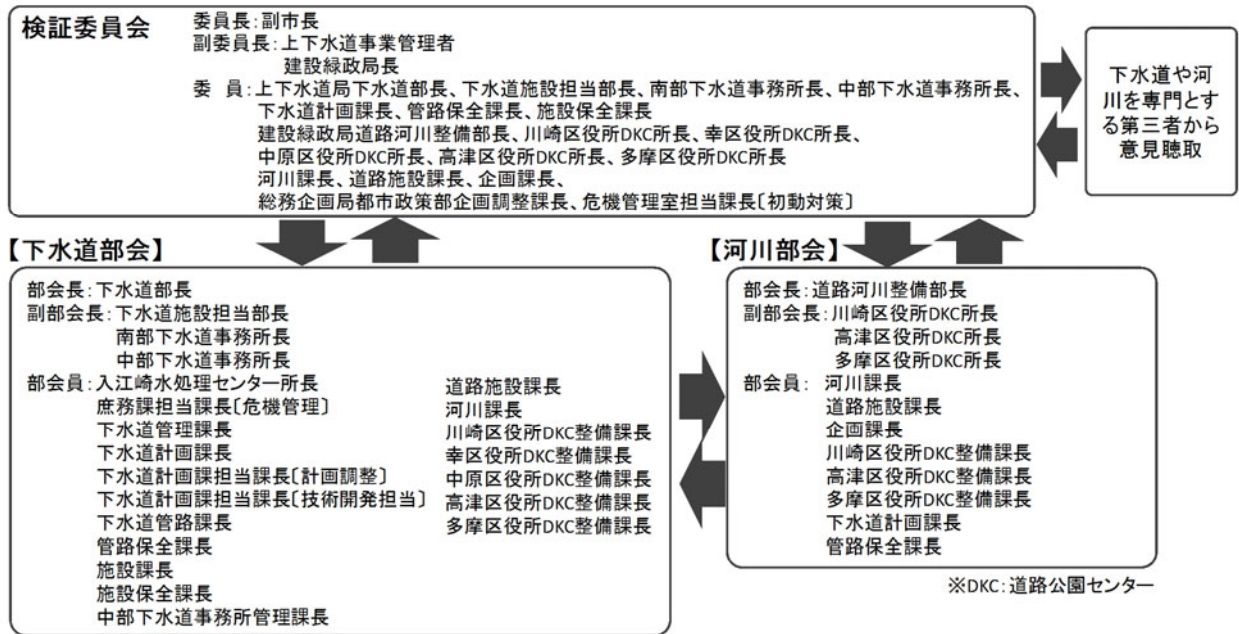 検証委員会
委員長：副市長
副委員長：上下水道事業管理者
建設緑政局長
委　員：上下水道局下水道部長、下水道施設担当部長、南部下水道事務所長、中部下水道事務所長、
下水道計画課長、管路保全課長、施設保全課長
建設緑政局道路河川整備部長、川崎区役所DKC所長、幸区役所DKC所長、
中原区役所DKC所長、高津区役所DKC所長、多摩区役所DKC所長
河川課長、道路施設課長、企画課長、
総務企画局都市政策部企画調整課長、危機管理室担当課長〔初動対策〕
下水道や河
川を専門とす
る第三者から
意見聴取
【下水道部会】
部会長：下水道部長
副部会長：下水道施設担当部長
南部下水道事務所長
中部下水道事務所長
部会員：入江崎水処理センター所長
庶務課担当課長〔危機管理〕
下水道管理課長
下水道計画課長
下水道計画課担当課長〔計画調整〕
下水道計画課担当課長〔技術開発担当〕
下水道管路課長
管路保全課長
施設課長
施設保全課長
中部下水道事務所管理課長
道路施設課長
河川課長
川崎区役所DKC整備課長
幸区役所DKC整備課長
中原区役所DKC整備課長
高津区役所DKC整備課長
多摩区役所DKC整備課長
【河川部会】
部会長：道路河川整備部長
副部会長：川崎区役所DKC所長
高津区役所DKC所長
多摩区役所DKC所長
部会員：　河川課長
道路施設課長
企画課長
川崎区役所DKC整備課長
高津区役所DKC整備課長
多摩区役所DKC整備課長
下水道計画課長
管路保全課長
※DKC：道路公園センター